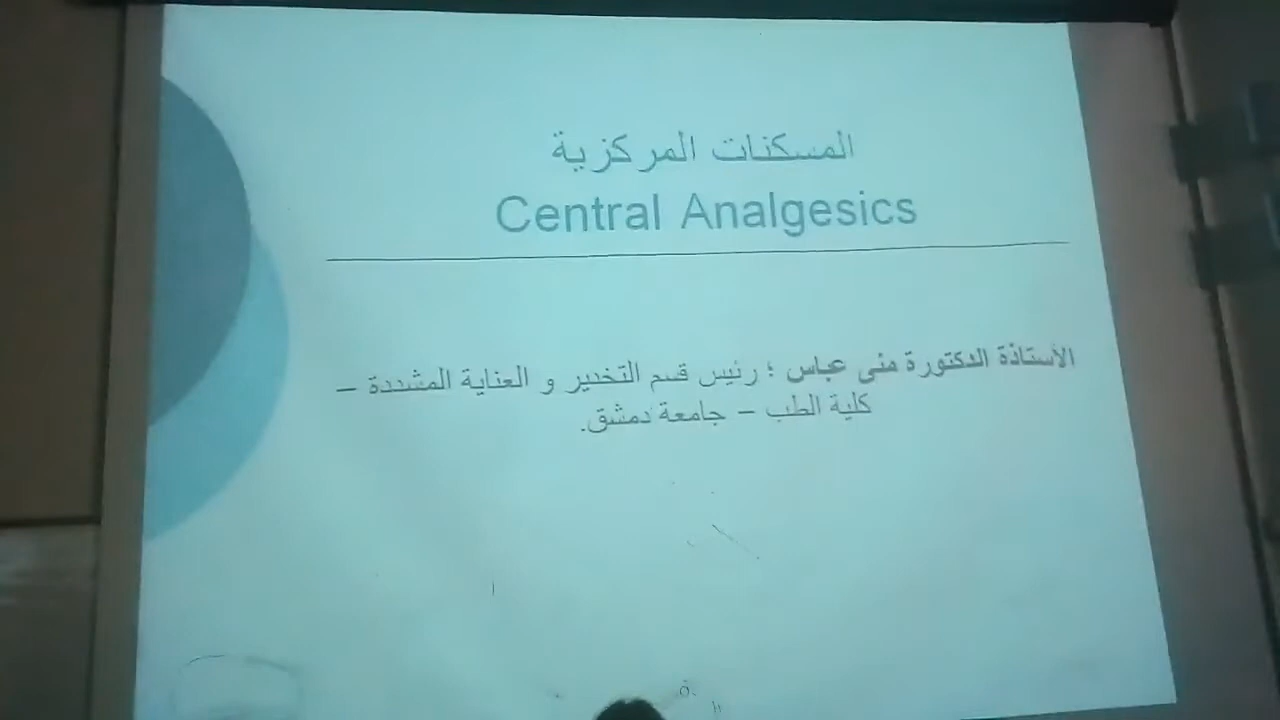 المسكنات المركزية
Central Analgesics
الأستاذة الدكتورة منى عباس ؛ رئيس قسم التخدير و العناية المشددة –
كلية الطب – جامعة دمشق.